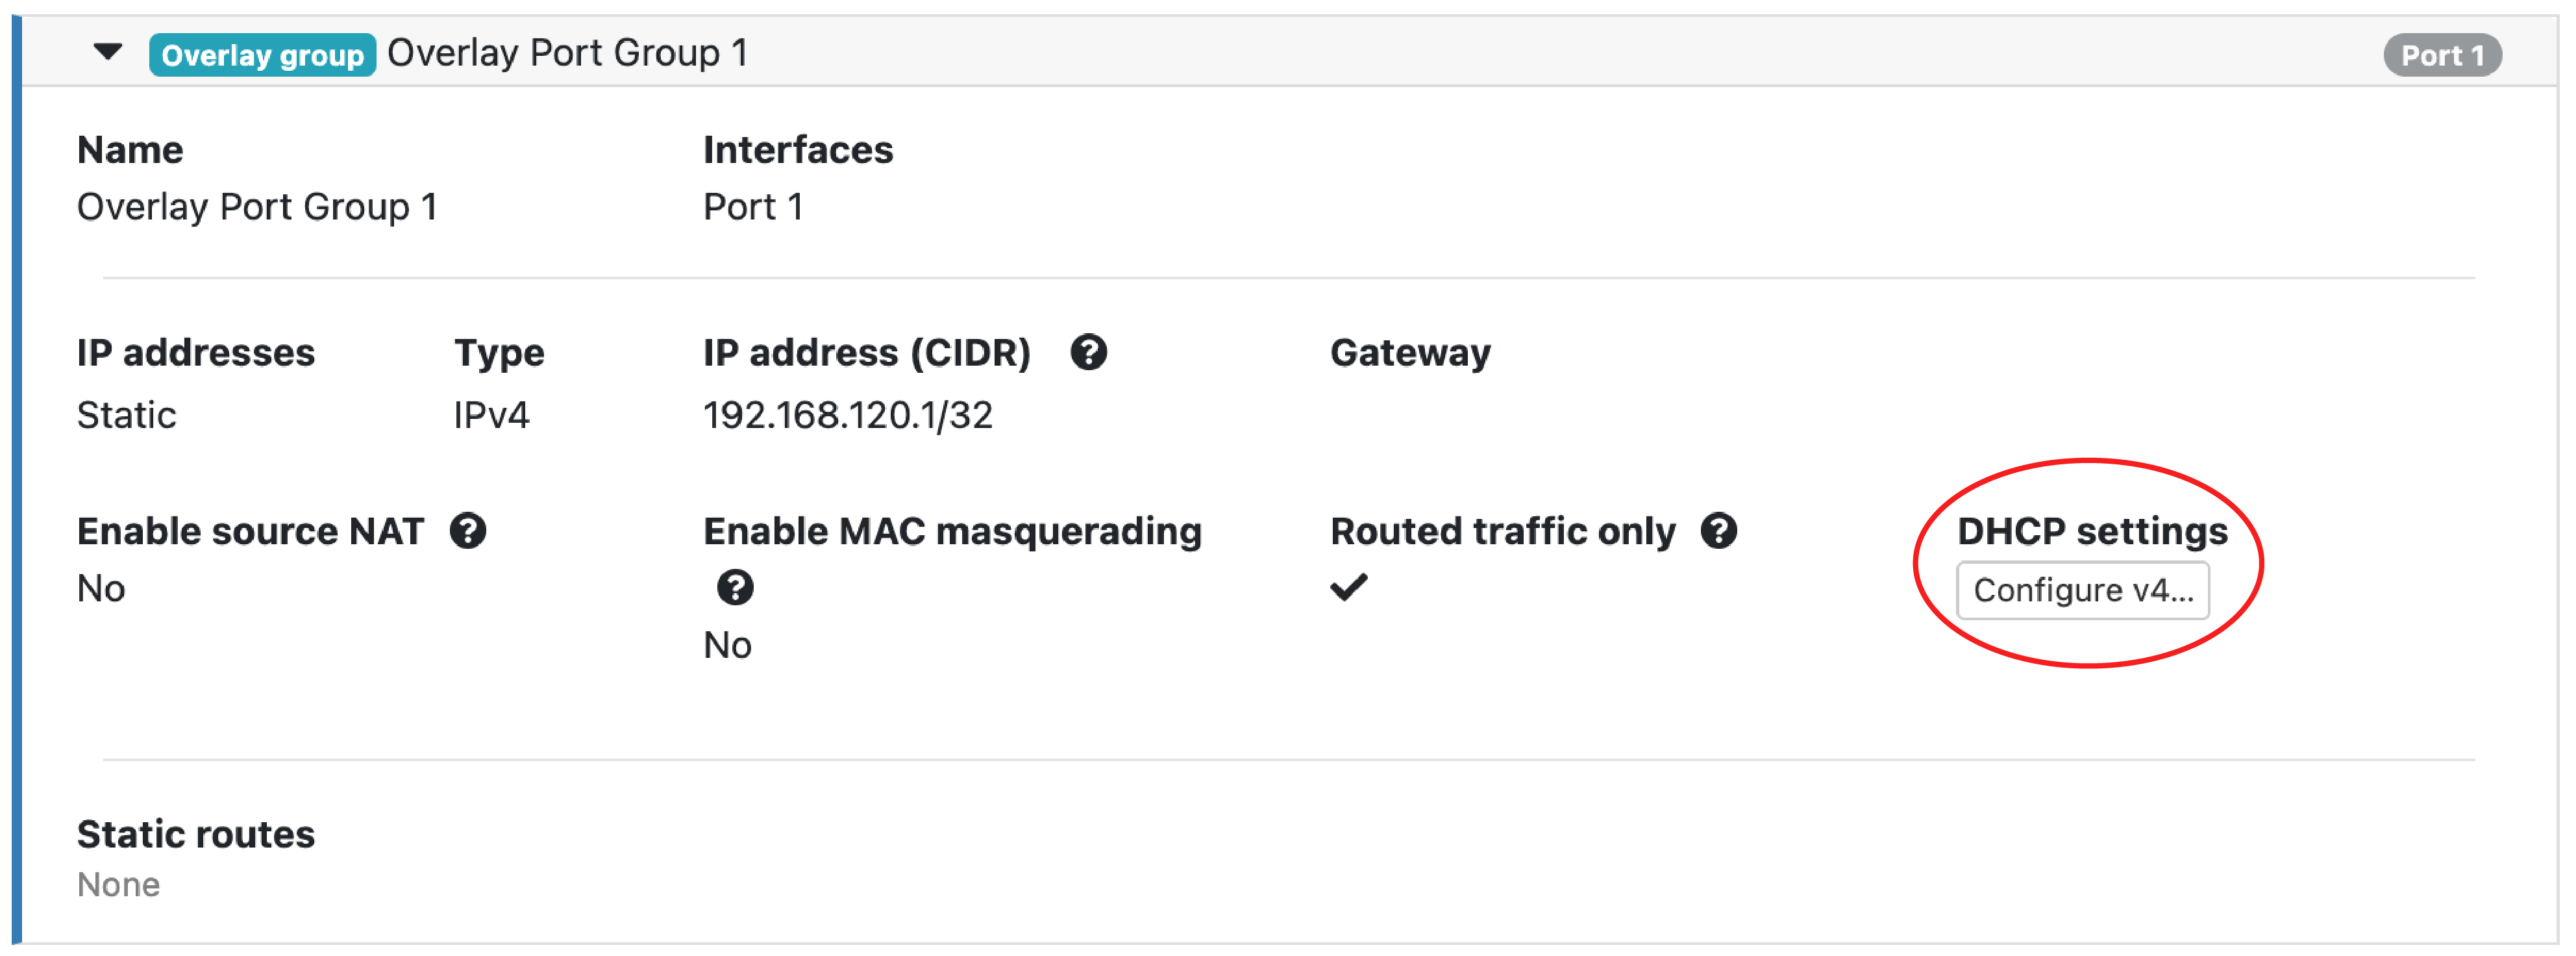 Overlay group Overlay Port Group 1 Port 1
Name Interfaces
Overlay Port Group 1 Port 1
IP addresses Type IP address (CIDR) ? Gateway
Static IPv4 192.168.120.1/32
Enable source NAT ? Enable MAC masquerading Routed traffic only ? DHCP settings
No ? Configure v4...
No
Static routes
None